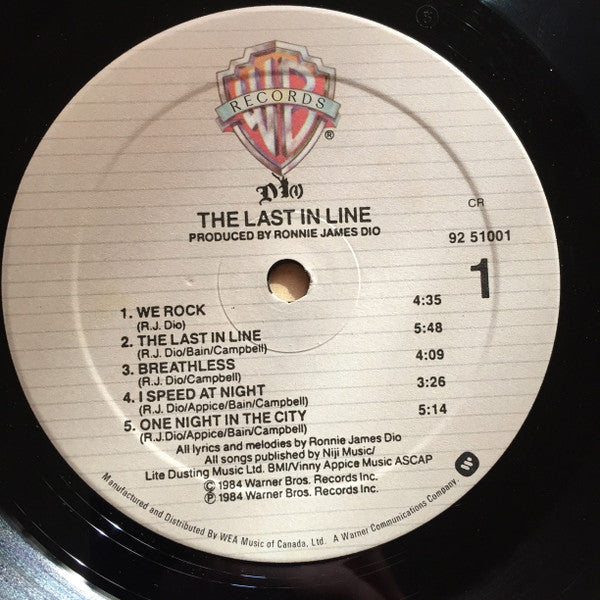 WB
RECORDS
®
Dio
THE LAST IN LINE
PRODUCED BY RONNIE JAMES DIO
CR
92 51001
1
1. WE ROCK 4:35
(R.J. Dio)
2. THE LAST IN LINE 5:48
(R.J. Dio/Bain/Campbell)
3. BREATHLESS 4:09
(R.J. Dio/Campbell)
4. I SPEED AT NIGHT 3:26
(R.J. Dio/Appice/Bain/Campbell)
5. ONE NIGHT IN THE CITY 5:14
(R.J.Dio/Appice/Bain/Campbell)
All lyrics and melodies by Ronnie James Dio
All songs published by Niji Music/
Lite Dusting Music Ltd. BMI/Vinny Appice Music ASCAP
© 1984 Warner Bros. Records Inc.
℗ 1984 Warner Bros. Records Inc.
Manufactured and Distributed By WEA Music of Canada, Ltd. A Warner Communications Company.